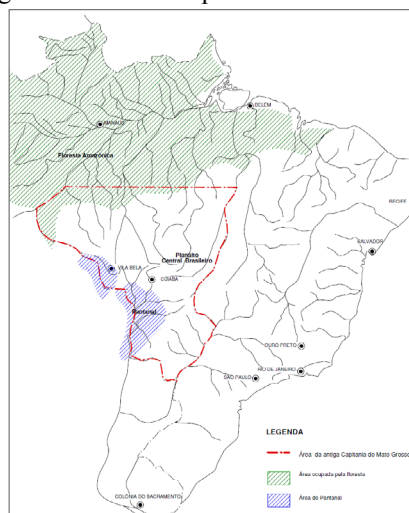 MANAUS
BELÉM
Floresta Amazônica
RECIFE
Planalto
Central Brasileiro
SALVADOR
VILA BELA
CUIABÁ
Pantanal
OURO PRETO
RIO DE JANEIRO
SÃO PAULO
LEGENDA
Área da antiga Capitania do Mato Grosso
Área ocupada pela floresta
Área do Pantanal
COLONIA DO SACRAMENTO